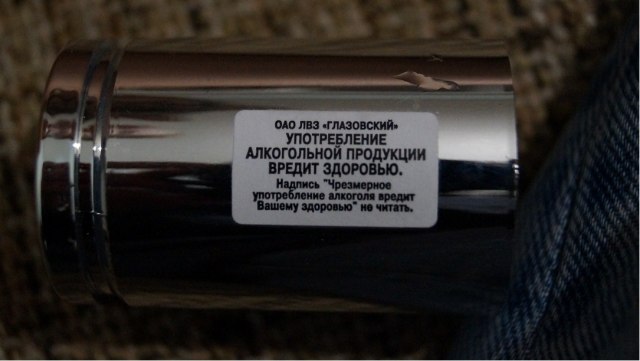 ОАО ЛВЗ «ГЛАЗОВСКИЙ»
УПОТРЕБЛЕНИЕ
АЛКОГОЛЬНОЙ ПРОДУКЦИИ
ВРЕДИТ ЗДОРОВЬЮ.
Надпись "Чрезмерное
употребление алкоголя вредит
Вашему здоровью" не читать.